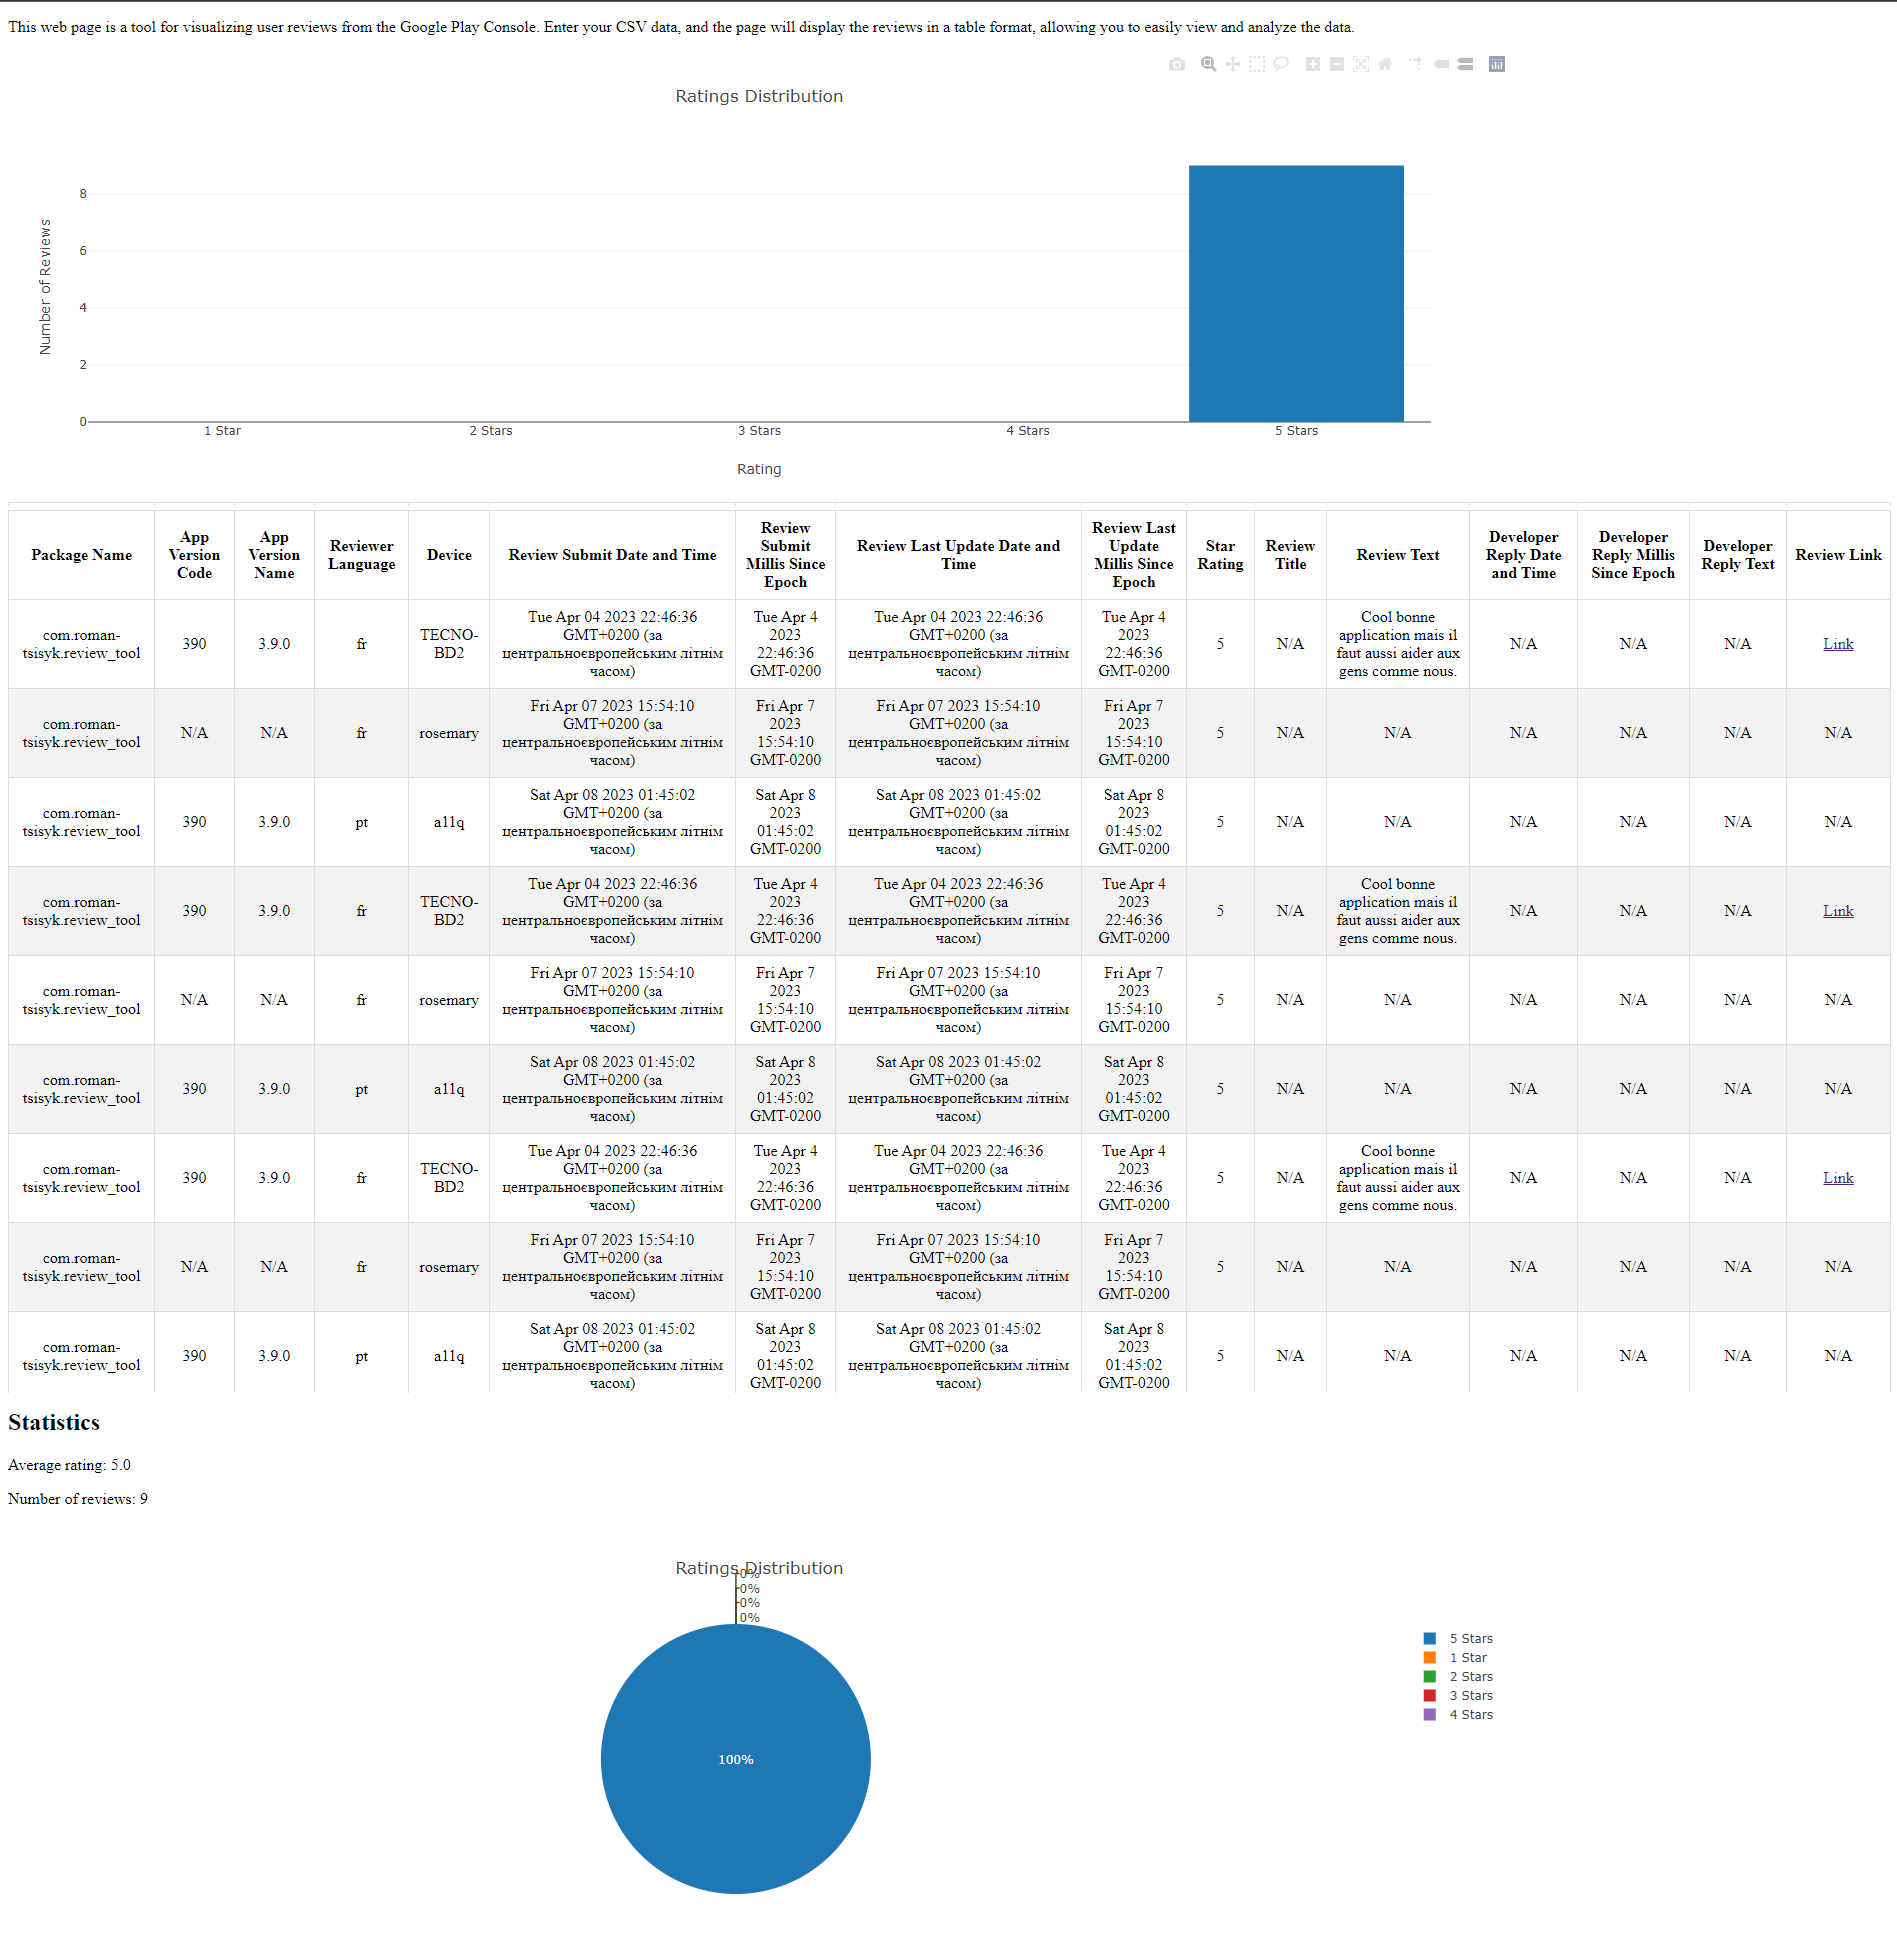 This web page is a tool for visualizing user reviews from the Google Play Console. Enter your CSV data, and the page will display the reviews in a table format, allowing you to easily view and analyze the data.
Ratings Distribution
Number of Reviews
8
6
4
2
0
1 Star 2 Stars 3 Stars 4 Stars 5 Stars
Rating
Package Name | App Version Code | App Version Name | Reviewer Language | Device | Review Submit Date and Time | Review Submit Millis Since Epoch | Review Last Update Date and Time | Review Last Update Millis Since Epoch | Star Rating | Review Title | Review Text | Developer Reply Date and Time | Developer Reply Millis Since Epoch | Developer Reply Text | Review Link
com.roman-tsisyk.review_tool | 390 | 3.9.0 | fr | TECNO-BD2 | Tue Apr 04 2023 22:46:36 GMT+0200 (за центральноєвропейським літнім часом) | Tue Apr 4 2023 22:46:36 GMT-0200 | Tue Apr 04 2023 22:46:36 GMT+0200 (за центральноєвропейським літнім часом) | Tue Apr 4 2023 22:46:36 GMT-0200 | 5 | N/A | Cool bonne application mais il faut aussi aider aux gens comme nous. | N/A | N/A | N/A | Link
com.roman-tsisyk.review_tool | N/A | N/A | fr | rosemary | Fri Apr 07 2023 15:54:10 GMT+0200 (за центральноєвропейським літнім часом) | Fri Apr 7 2023 15:54:10 GMT-0200 | Fri Apr 07 2023 15:54:10 GMT+0200 (за центральноєвропейським літнім часом) | Fri Apr 7 2023 15:54:10 GMT-0200 | 5 | N/A | N/A | N/A | N/A | N/A | N/A
com.roman-tsisyk.review_tool | 390 | 3.9.0 | pt | a11q | Sat Apr 08 2023 01:45:02 GMT+0200 (за центральноєвропейським літнім часом) | Sat Apr 8 2023 01:45:02 GMT-0200 | Sat Apr 08 2023 01:45:02 GMT+0200 (за центральноєвропейським літнім часом) | Sat Apr 8 2023 01:45:02 GMT-0200 | 5 | N/A | N/A | N/A | N/A | N/A | N/A
com.roman-tsisyk.review_tool | 390 | 3.9.0 | fr | TECNO-BD2 | Tue Apr 04 2023 22:46:36 GMT+0200 (за центральноєвропейським літнім часом) | Tue Apr 4 2023 22:46:36 GMT-0200 | Tue Apr 04 2023 22:46:36 GMT+0200 (за центральноєвропейським літнім часом) | Tue Apr 4 2023 22:46:36 GMT-0200 | 5 | N/A | Cool bonne application mais il faut aussi aider aux gens comme nous. | N/A | N/A | N/A | Link
com.roman-tsisyk.review_tool | N/A | N/A | fr | rosemary | Fri Apr 07 2023 15:54:10 GMT+0200 (за центральноєвропейським літнім часом) | Fri Apr 7 2023 15:54:10 GMT-0200 | Fri Apr 07 2023 15:54:10 GMT+0200 (за центральноєвропейським літнім часом) | Fri Apr 7 2023 15:54:10 GMT-0200 | 5 | N/A | N/A | N/A | N/A | N/A | N/A
com.roman-tsisyk.review_tool | 390 | 3.9.0 | pt | a11q | Sat Apr 08 2023 01:45:02 GMT+0200 (за центральноєвропейським літнім часом) | Sat Apr 8 2023 01:45:02 GMT-0200 | Sat Apr 08 2023 01:45:02 GMT+0200 (за центральноєвропейським літнім часом) | Sat Apr 8 2023 01:45:02 GMT-0200 | 5 | N/A | N/A | N/A | N/A | N/A | N/A
com.roman-tsisyk.review_tool | 390 | 3.9.0 | fr | TECNO-BD2 | Tue Apr 04 2023 22:46:36 GMT+0200 (за центральноєвропейським літнім часом) | Tue Apr 4 2023 22:46:36 GMT-0200 | Tue Apr 04 2023 22:46:36 GMT+0200 (за центральноєвропейським літнім часом) | Tue Apr 4 2023 22:46:36 GMT-0200 | 5 | N/A | Cool bonne application mais il faut aussi aider aux gens comme nous. | N/A | N/A | N/A | Link
com.roman-tsisyk.review_tool | N/A | N/A | fr | rosemary | Fri Apr 07 2023 15:54:10 GMT+0200 (за центральноєвропейським літнім часом) | Fri Apr 7 2023 15:54:10 GMT-0200 | Fri Apr 07 2023 15:54:10 GMT+0200 (за центральноєвропейським літнім часом) | Fri Apr 7 2023 15:54:10 GMT-0200 | 5 | N/A | N/A | N/A | N/A | N/A | N/A
com.roman-tsisyk.review_tool | 390 | 3.9.0 | pt | a11q | Sat Apr 08 2023 01:45:02 GMT+0200 (за центральноєвропейським літнім часом) | Sat Apr 8 2023 01:45:02 GMT-0200 | Sat Apr 08 2023 01:45:02 GMT+0200 (за центральноєвропейським літнім часом) | Sat Apr 8 2023 01:45:02 GMT-0200 | 5 | N/A | N/A | N/A | N/A | N/A | N/A
Statistics
Average rating: 5.0
Number of reviews: 9
Ratings Distribution
0%
0%
0%
0%
100%
5 Stars
1 Star
2 Stars
3 Stars
4 Stars